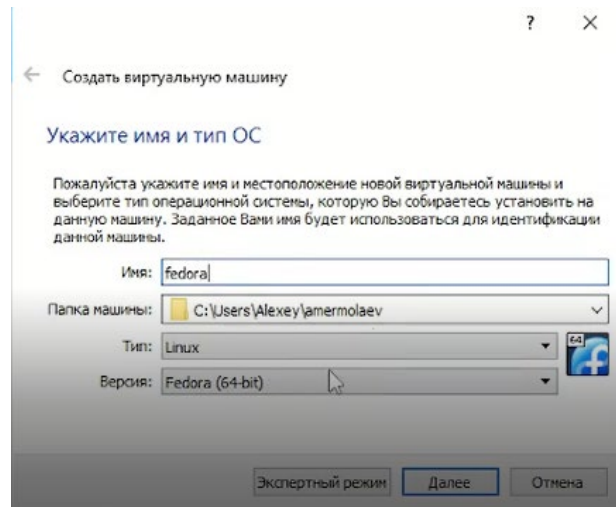 ?
Создать виртуальную машину
Укажите имя и тип ОС
Пожалуйста укажите имя и местоположение новой виртуальной машины и
выберите тип операционной системы, которую Вы собираетесь установить на
данную машину. Заданное Вами имя будет использоваться для идентификации
данной машины.
Имя: fedora
Папка машины: C:\Users\Alexey\amermolaev
Тип: Linux
64
Версия: Fedora (64-bit)
Экспертный режим Далее Отмена